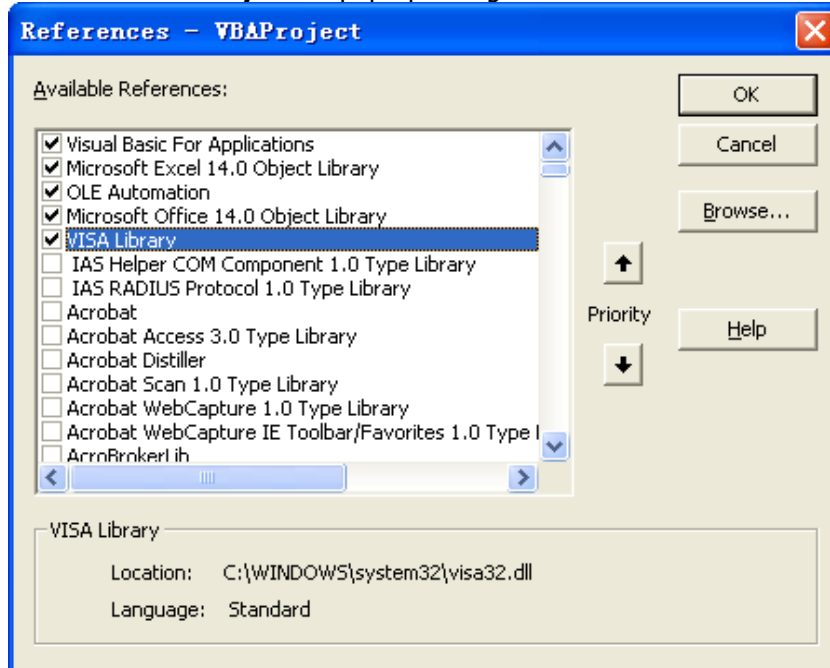 References - VBAProject
Available References:
OK
Visual Basic For Applications
Cancel
Microsoft Excel 14.0 Object Library
OLE Automation
Microsoft Office 14.0 Object Library
Browse...
VISA Library
IAS Helper COM Component 1.0 Type Library
IAS RADIUS Protocol 1.0 Type Library
Acrobat
Priority
Acrobat Access 3.0 Type Library
Help
Acrobat Distiller
Acrobat Scan 1.0 Type Library
Acrobat WebCapture 1.0 Type Library
Acrobat WebCapture IE Toolbar/Favorites 1.0 Type
AcroBrokerLib
VISA Library
Location: C:\WINDOWS\system32\visa32.dll
Language: Standard